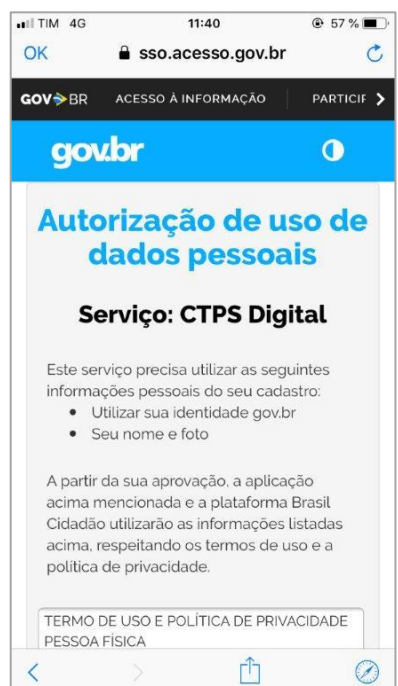 TIM 4G 11:40 57 %
OK sso.acesso.gov.br
GOV BR ACESSO À INFORMAÇÃO PARTICIP
gov.br
Autorização de uso de
dados pessoais
Serviço: CTPS Digital
Este serviço precisa utilizar as seguintes
informações pessoais do seu cadastro:
• Utilizar sua identidade gov.br
• Seu nome e foto
A partir da sua aprovação, a aplicação
acima mencionada e a plataforma Brasil
Cidadão utilizarão as informações listadas
acima, respeitando os termos de uso e a
política de privacidade.
TERMO DE USO E POLÍTICA DE PRIVACIDADE
PESSOA FÍSICA